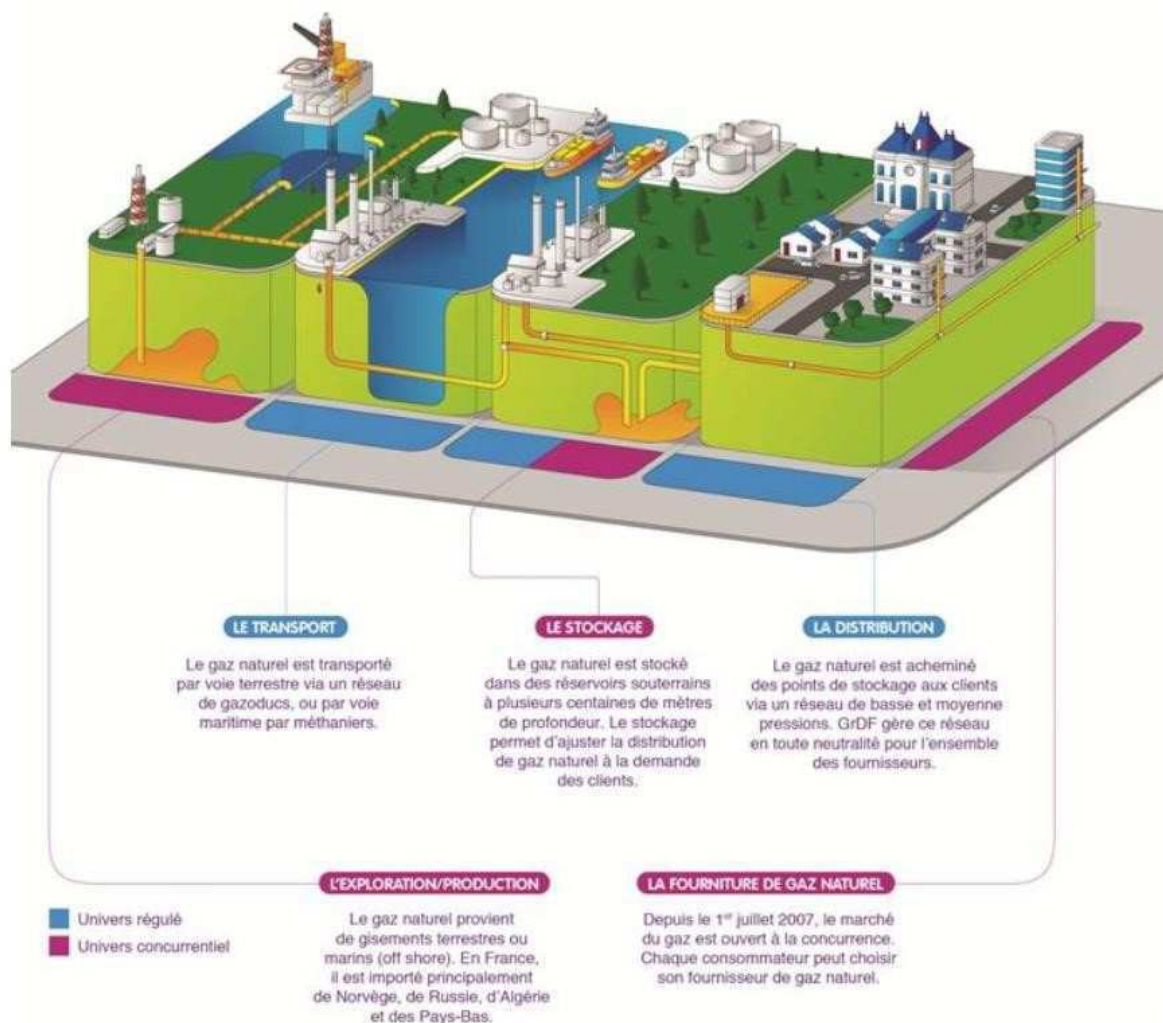 LE TRANSPORT
Le gaz naturel est transporté
par voie terrestre via un réseau
de gazoducs, ou par voie
maritime par méthaniers.
LE STOCKAGE
Le gaz naturel est stocké
dans des réservoirs souterrains
à plusieurs centaines de mètres
de profondeur. Le stockage
permet d'ajuster la distribution
de gaz naturel à la demande
des clients.
LA DISTRIBUTION
Le gaz naturel est acheminé
des points de stockage aux clients
via un réseau de basse et moyenne
pressions. GrDF gère ce réseau
en toute neutralité pour l'ensemble
des fournisseurs.
Univers régulé
Univers concurrentiel
L'EXPLORATION/PRODUCTION
Le gaz naturel provient
de gisements terrestres ou
marins (off shore). En France,
il est importé principalement
de Norvège, de Russie, d'Algérie
et des Pays-Bas.
LA FOURNITURE DE GAZ NATUREL
Depuis le 1er juillet 2007, le marché
du gaz est ouvert à la concurrence.
Chaque consommateur peut choisir
son fournisseur de gaz naturel.